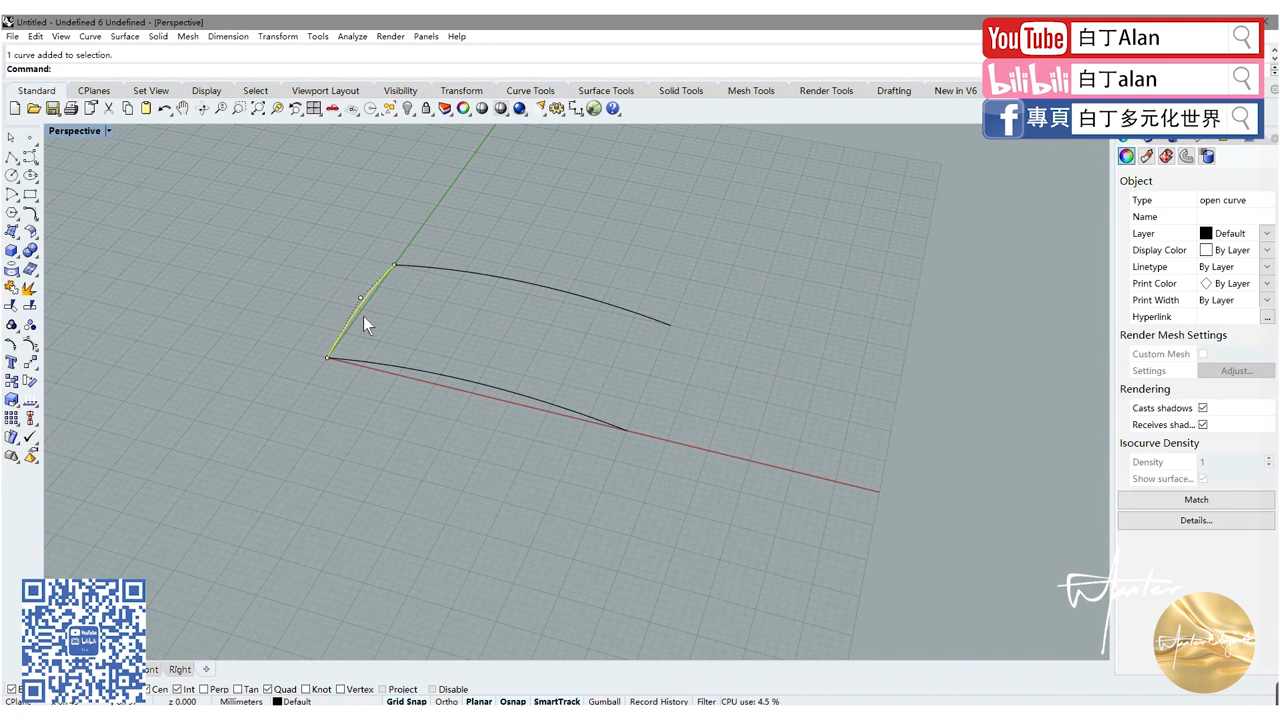 Untitled - Undefined 6 Undefined - [Perspective]
File Edit View Curve Surface Solid Mesh Dimension Transform Tools Analyze Render Panels Help
1 curve added to selection.
Command:
Standard CPlanes Set View Display Select Viewport Layout Visibility Transform Curve Tools Surface Tools Solid Tools Mesh Tools Render Tools Drafting New in V6
YouTube 白丁Alan
bilibili 白丁alan
f 專頁 白丁多元化世界
Perspective
Object
Type open curve
Name
Layer Default
Display Color By Layer
Linetype By Layer
Print Color By Layer
Print Width By Layer
Hyperlink ...
Render Mesh Settings
Custom Mesh
Settings Adjust...
Rendering
Casts shadows
Receives shad...
Isocurve Density
Density 1
Show surface...
Match
Details...
Right
Cen Int Perp Tan Quad Knot Vertex Project Disable
CPlane z 0.000 Millimeters Default Grid Snap Ortho Planar Osnap SmartTrack Gumball Record History Filter CPU use: 4.5 %